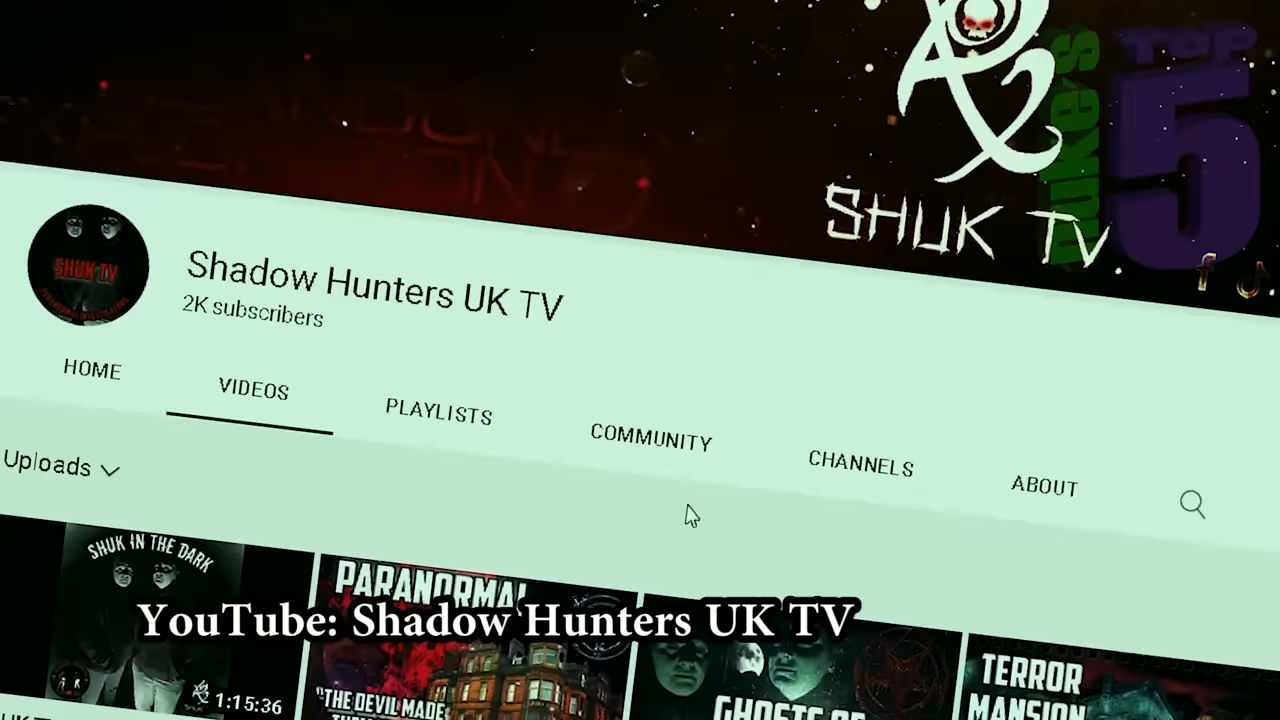 NUKE'S
TOP
5
SHUK TV.
SHUK TV
Shadow Hunters UK TV
2K subscribers
HOME
VIDEOS
PLAYLISTS
COMMUNITY
CHANNELS
ABOUT
Uploads
SHUK IN THE DARK
PARANORMAL
YouTube: Shadow Hunters UK TV
1:15:36
"THE DEVIL MADE
GHOSTS OF
TERROR
MANSION